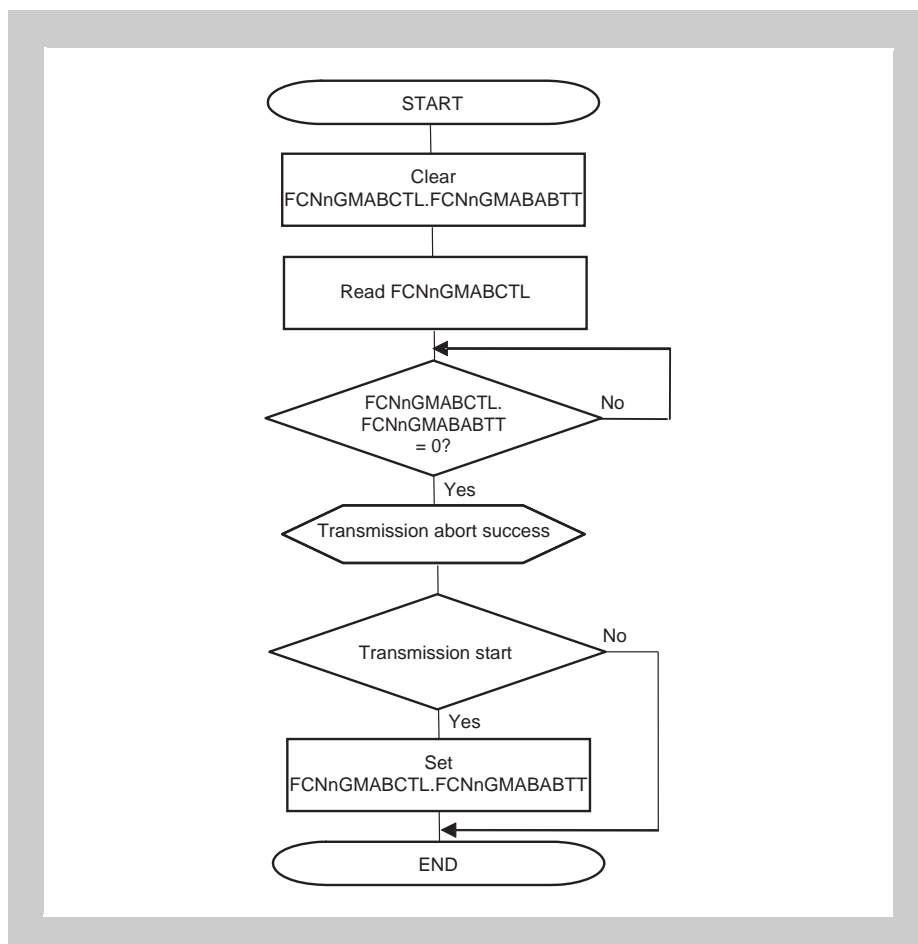 START
Clear
FCNnGMABCTL.FCNnGMABABTT
Read FCNnGMABCTL
FCNnGMABCTL.
FCNnGMABABTT
= 0?
No
Yes
Transmission abort success
Transmission start
No
Yes
Set
FCNnGMABCTL.FCNnGMABABTT
END